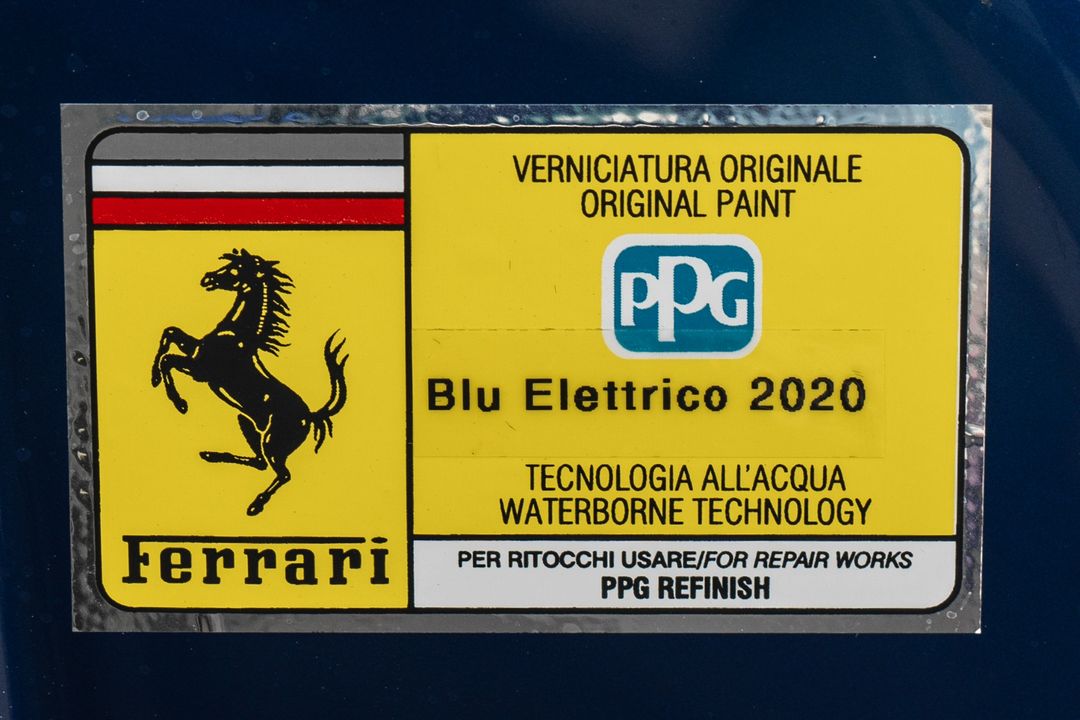 VERNICIATURA ORIGINALE
ORIGINAL PAINT
PPG
Blu Elettrico 2020
TECNOLOGIA ALL'ACQUA
WATERBORNE TECHNOLOGY
Ferrari
PER RITOCCHI USARE/FOR REPAIR WORKS
PPG REFINISH